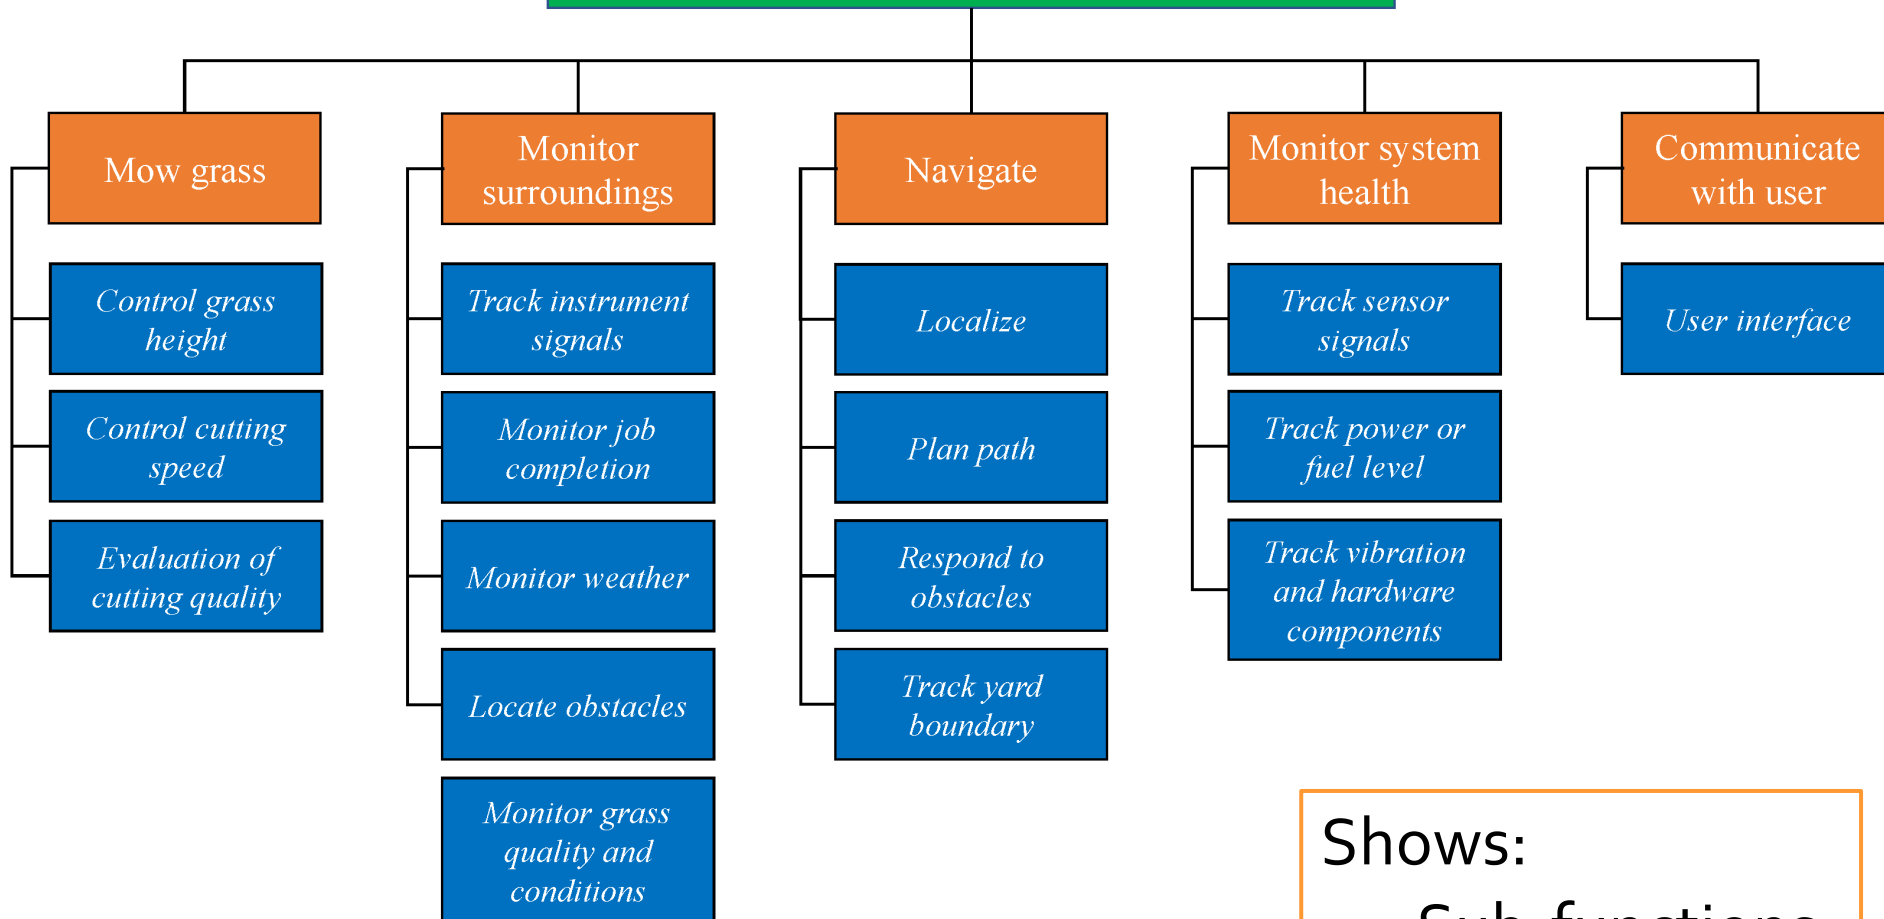 Mow grass
Monitor
surroundings
Navigate
Monitor system
health
Communicate
with user
Control grass
height
Control cutting
speed
Evaluation of
cutting quality
Track instrument
signals
Monitor job
completion
Monitor weather
Locate obstacles
Monitor grass
quality and
conditions
Localize
Plan path
Respond to
obstacles
Track yard
boundary
Track sensor
signals
Track power or
fuel level
Track vibration
and hardware
components
User interface
Shows:
Sub-functions